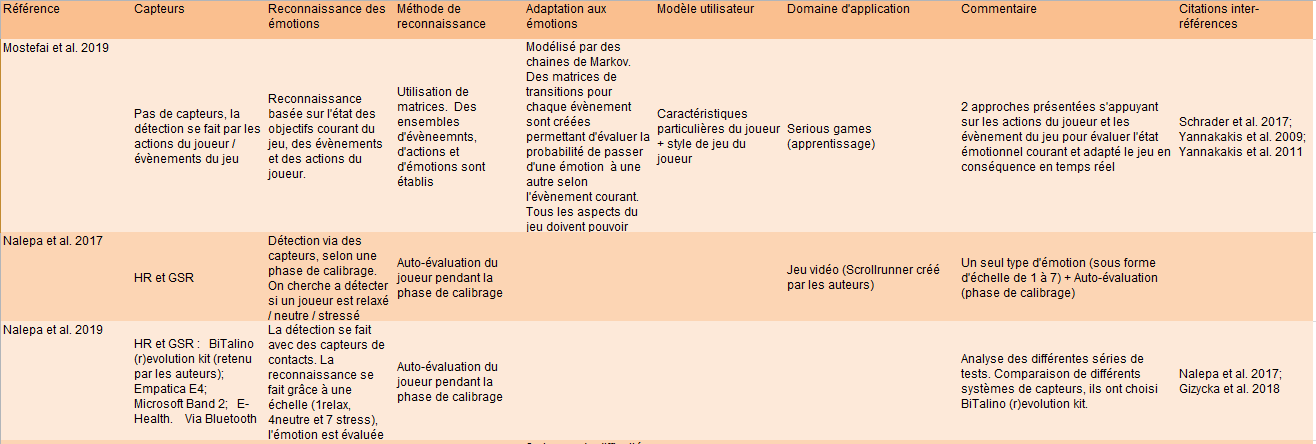 Référence
Capteurs
Reconnaissance des
émotions
Méthode de
reconnaissance
Adaptation aux
émotions
Modèle utilisateur
Domaine d'application
Commentaire
Citations inter-
références
Mostefai et al. 2019
Pas de capteurs, la
détection se fait par les
actions du joueur /
évènements du jeu
Reconnaissance
basée sur l'état des
objectifs courant du
jeu, des évènements
et des actions du
joueur.
Utilisation de
matrices. Des
ensembles
d'évèneemnts,
d'actions et
d'émotions sont
établis
Modélisé par des
chaines de Markov.
Des matrices de
transitions pour
chaque évènement
sont créées
permettant d'évaluer la
probabilité de passer
d'une émotion à une
autre selon
l'évènement courant.
Tous les aspects du
jeu doivent pouvoir
Caractéristiques
particulières du joueur
+ style de jeu du
joueur
Serious games
(apprentissage)
2 approches présentées s'appuyant
sur les actions du joueur et les
évènement du jeu pour évaluer l'état
émotionnel courant et adapté le jeu en
conséquence en temps réel
Schrader et al. 2017;
Yannakakis et al. 2009;
Yannakakis et al. 2011
Nalepa et al. 2017
HR et GSR
Détection via des
capteurs, selon une
phase de calibrage.
On cherche a détecter
si un joueur est relaxé
/ neutre / stressé
Auto-évaluation du
joueur pendant la
phase de calibrage
Jeu vidéo (Scrollrunner créé
par les auteurs)
Un seul type d'émotion (sous forme
d'échelle de 1 à 7) + Auto-évaluation
(phase de calibrage)
Nalepa et al. 2019
HR et GSR : BiTalino
(r)evolution kit (retenu
par les auteurs);
Empatica E4;
Microsoft Band 2; E-
Health. Via Bluetooth
La détection se fait
avec des capteurs de
contacts. La
reconnaissance se
fait grâce à une
échelle (1relax,
4neutre et 7 stress),
l'émotion est évaluée
Auto-évaluation du
joueur pendant la
phase de calibrage
Analyse des différentes séries de
tests. Comparaison de différents
systèmes de capteurs, ils ont choisi
BiTalino (r)evolution kit.
Nalepa et al. 2017;
Gizycka et al. 2018